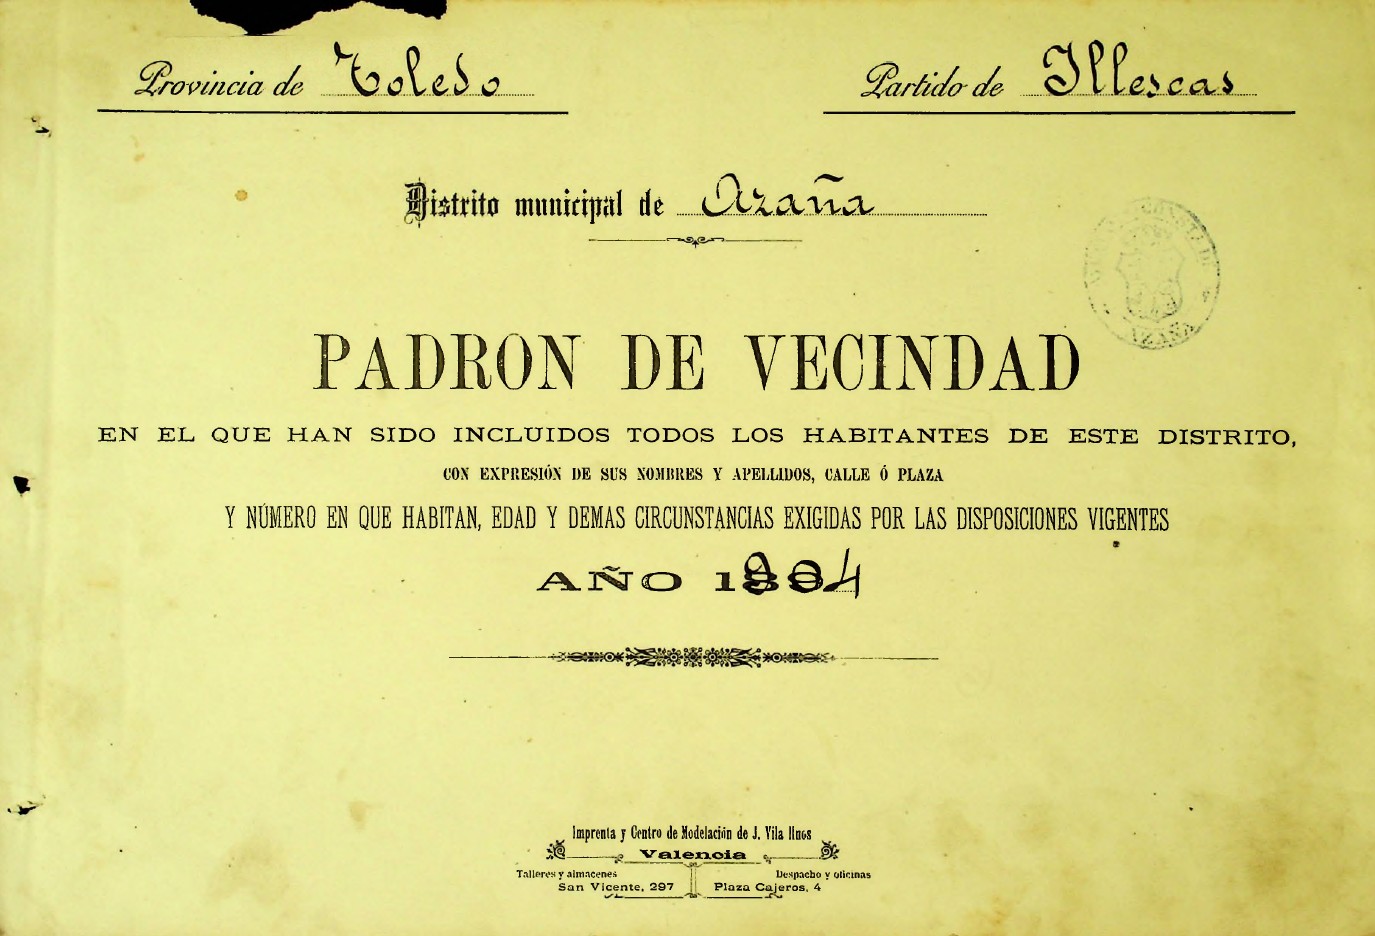 Provincia de Toledo
Partido de Illescas
Distrito municipal de Azaña
AZAÑA
PADRON DE VECINDAD
EN EL QUE HAN SIDO INCLUIDOS TODOS LOS HABITANTES DE ESTE DISTRITO,
CON EXPRESIÓN DE SUS NOMBRES Y APELLIDOS, CALLE Ó PLAZA
Y NÚMERO EN QUE HABITAN, EDAD Y DEMAS CIRCUNSTANCIAS EXIGIDAS POR LAS DISPOSICIONES VIGENTES
AÑO 1904
Imprenta y Centro de Modelación de J. Vila Hnos
Valencia
Talleres y almacenes
Despacho y oficinas
San Vicente, 297
Plaza Cajeros, 4